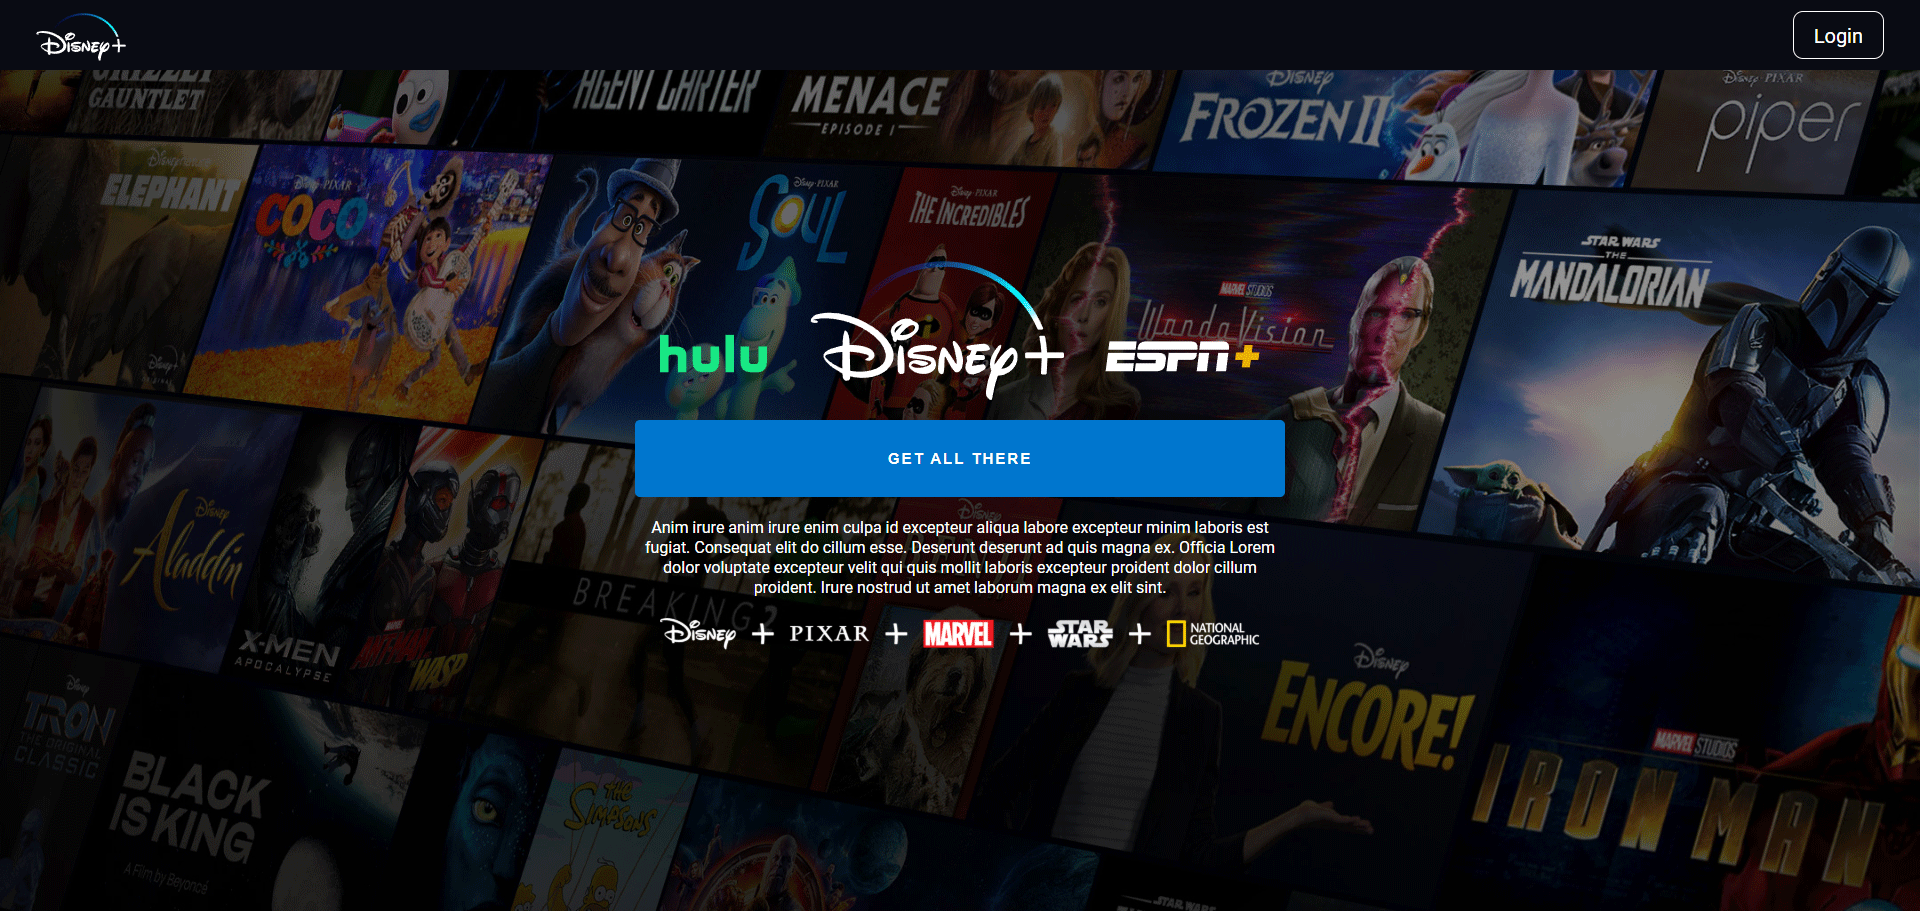 Disney+
Login
GRIZZLY
GAUNTLET
AGENT CARTER
MENACE
EPISODE I
Disney
FROZEN II
Disney PIXAR
piper
Disney
ELEPHANT
Disney PIXAR
COCO
Disney PIXAR
SOUL
Disney PIXAR
THE INCREDIBLES
MARVEL STUDIOS
WandaVision
STAR WARS
THE
MANDALORIAN
hulu
Disney+
ESPN+
GET ALL THERE
Anim irure anim irure enim culpa id excepteur aliqua labore excepteur minim laboris est
fugiat. Consequat elit do cillum esse. Deserunt deserunt ad quis magna ex. Officia Lorem
dolor voluptate excepteur velit qui quis mollit laboris excepteur proident dolor cillum
proident. Irure nostrud ut amet laborum magna ex elit sint.
Disney + PIXAR + MARVEL + STAR WARS + NATIONAL GEOGRAPHIC
Disney
Aladdin
X-MEN
APOCALYPSE
ANT-MAN
WASP
BREAKING2
Disney
Disney
ENCORE!
Disney
TRON
THE ORIGINAL
CLASSIC
BLACK
IS KING
A Film by Beyoncé
THE
SIMPSONS
MARVEL STUDIOS
IRON MAN
STAR WARS